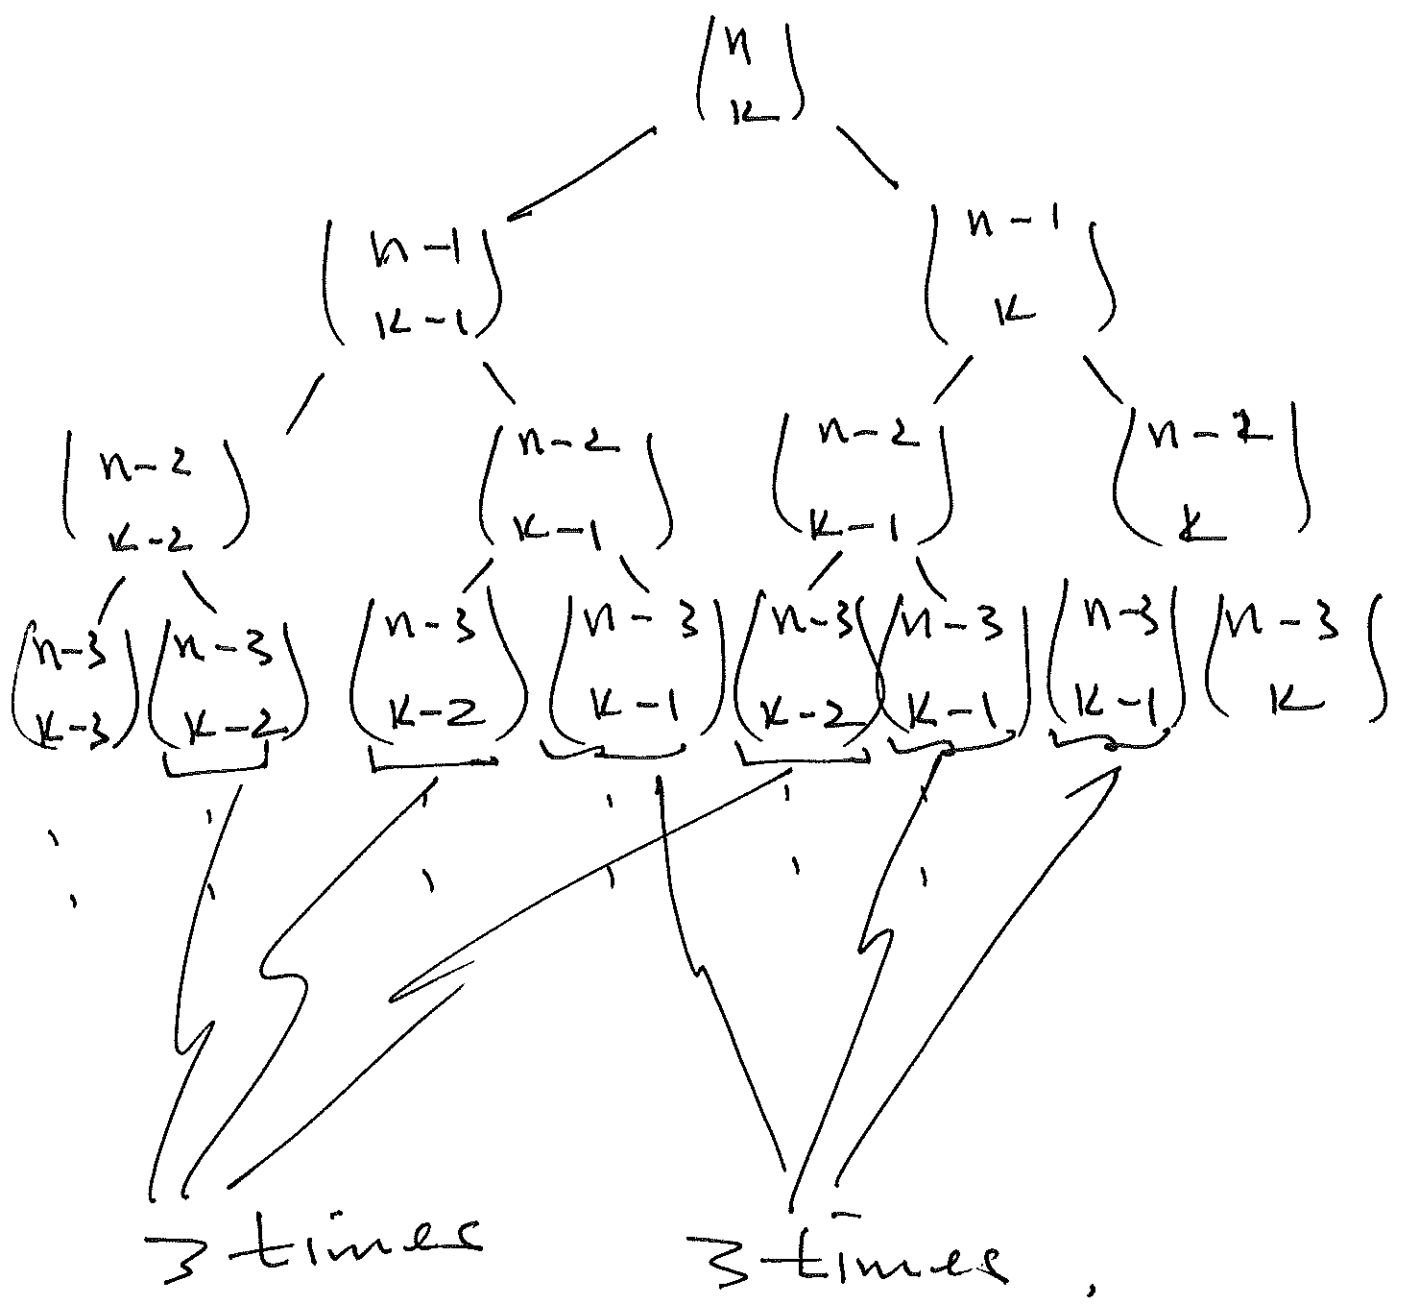 (n
k)
(n-1
k-1) (n-1
k)
(n-2
k-2) (n-2
k-1) (n-2
k-1) (n-2
k)
(n-3
k-3) (n-3
k-2) (n-3
k-2) (n-3
k-1) (n-3
k-2) (n-3
k-1) (n-3
k-1) (n-3
k)
3 times 3 times.